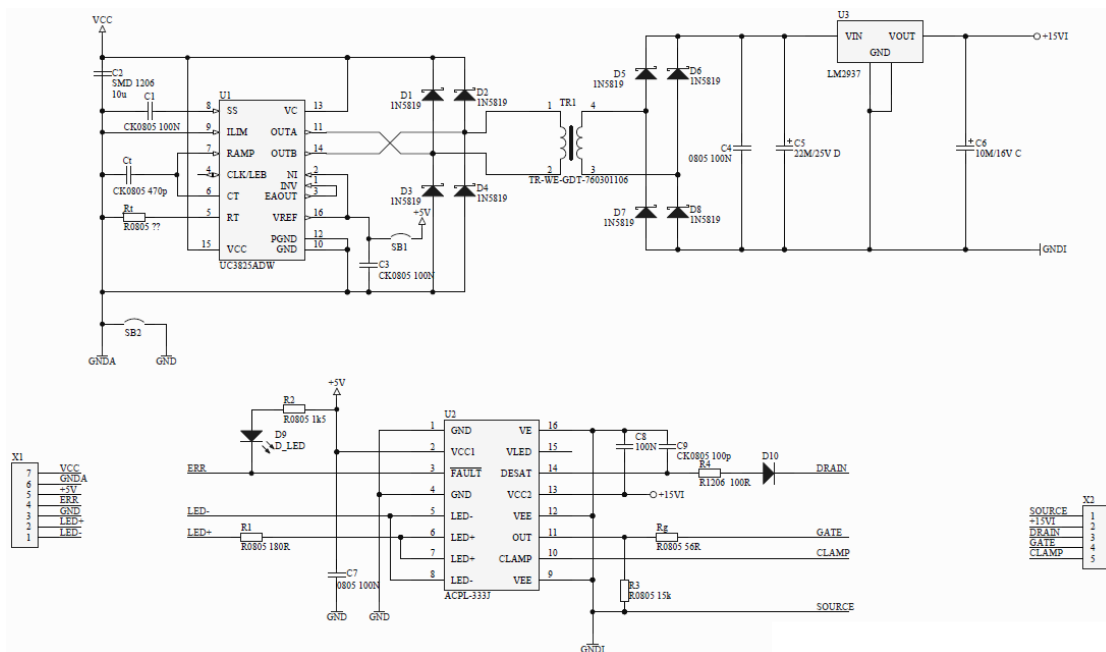 VCC
C2
SMD 1206
10u
C1
CK0805 100N
Ct
CK0805 470p
Rt
R0805 ??
U1
8 SS VC 13
9 ILIM OUTA 11
7 RAMP OUTB 14
4 CLK/LEB NI 2
INV 1
6 CT EAOUT 3
5 RT VREF 16
PGND 12
15 VCC GND 10
UC3825ADW
D1
1N5819
D2
1N5819
D3
1N5819
D4
1N5819
+5V
SB1
C3
CK0805 100N
SB2
GNDA
GND
TR1
1 4
2 3
TR-WE-GDT-760301106
D5
1N5819
D6
1N5819
D7
1N5819
D8
1N5819
C4
0805 100N
C5
22M/25V D
U3
VIN VOUT
GND
LM2937
C6
10M/16V C
+15VI
GNDI
X1
7 VCC
6 GNDA
5 +5V
4 ERR
3 GND
2 LED+
1 LED-
+5V
R2
R0805 1k5
D9
D_LED
ERR
LED-
LED+
R1
R0805 180R
C7
0805 100N
GND
GND
U2
1 GND VE 16
2 VCC1 VLED 15
3 FAULT DESAT 14
4 GND VCC2 13
5 LED- VEE 12
6 LED+ OUT 11
7 LED+ CLAMP 10
8 LED- VEE 9
ACPL-333J
C8
100N
C9
CK0805 100p
R4
R1206 100R
D10
DRAIN
+15VI
Rg
R0805 56R
GATE
CLAMP
R3
R0805 15k
SOURCE
GNDI
X2
SOURCE 1
+15VI 2
DRAIN 3
GATE 4
CLAMP 5